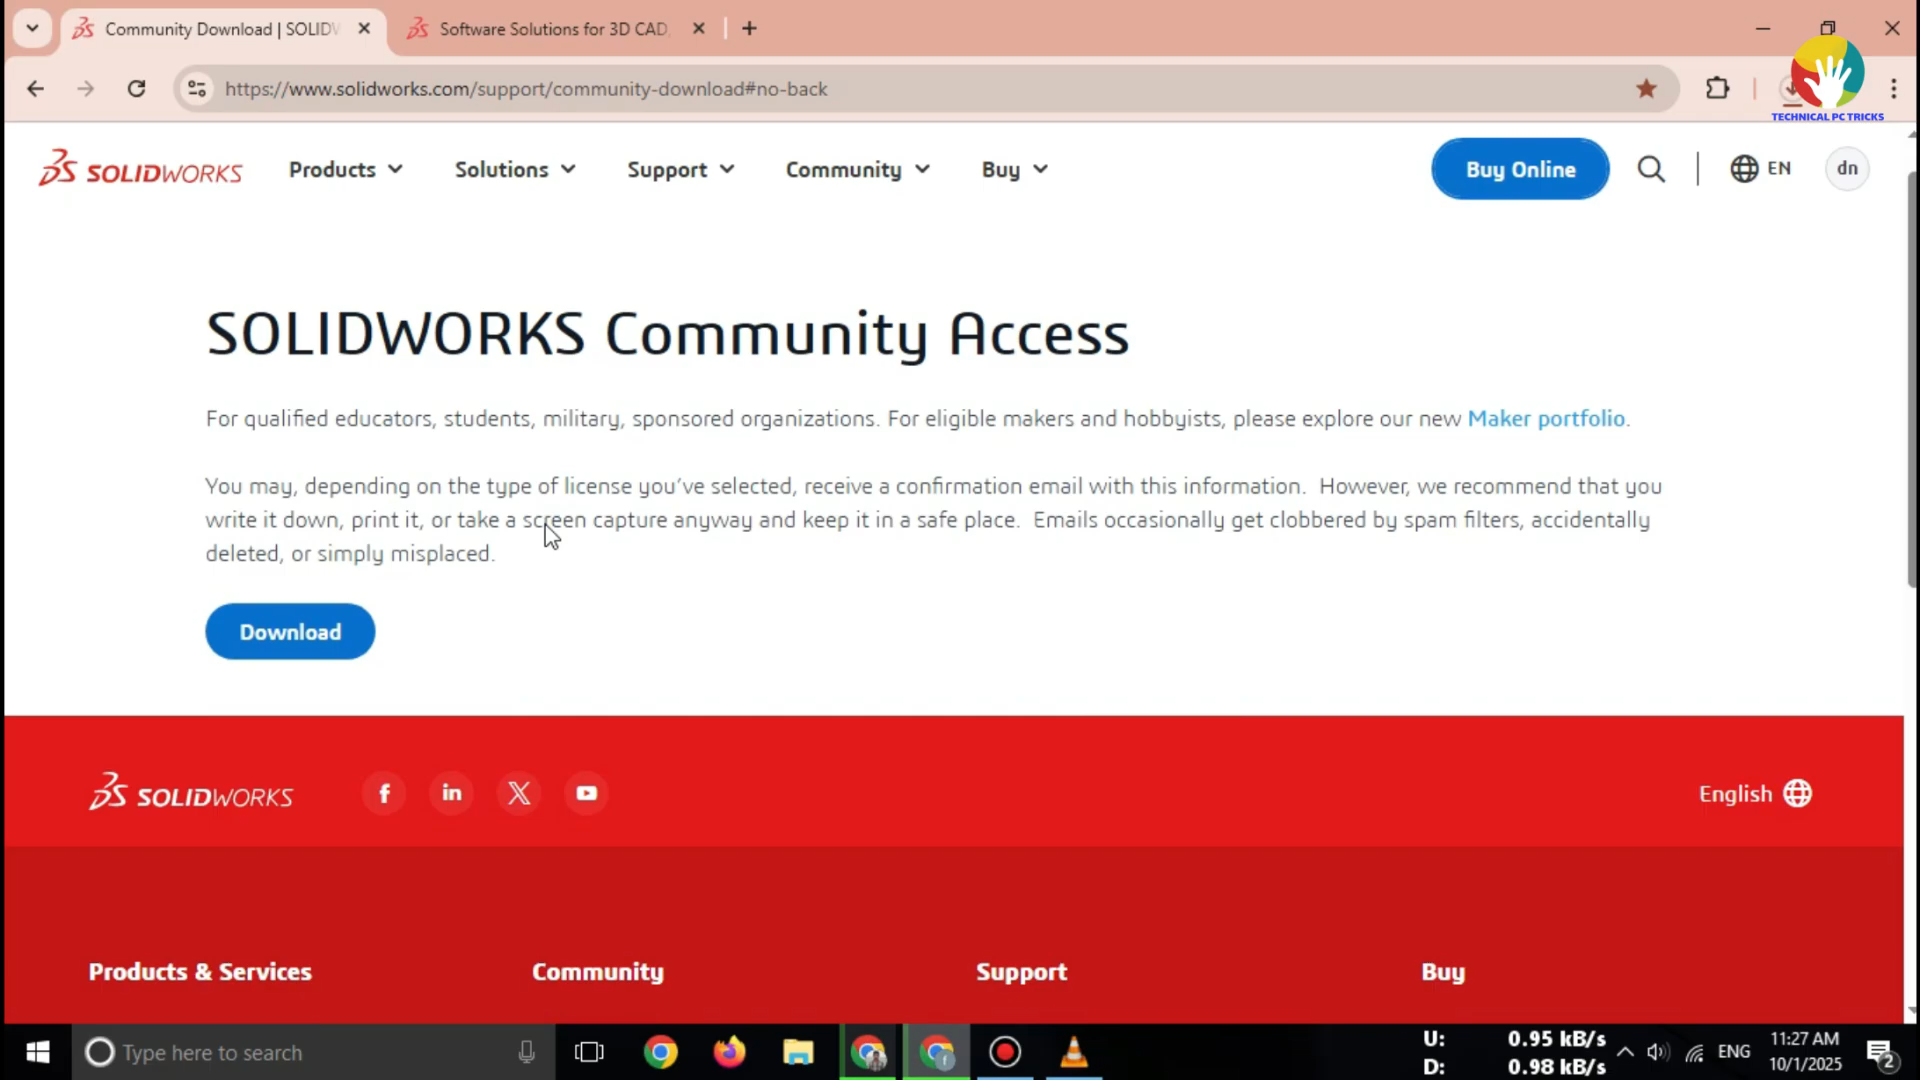 Community Download | SOLIDW
Software Solutions for 3D CAD
https://www.solidworks.com/support/community-download#no-back
TECHNICAL PC TRICKS
SOLIDWORKS
Products
Solutions
Support
Community
Buy
Buy Online
EN
dn
SOLIDWORKS Community Access
For qualified educators, students, military, sponsored organizations. For eligible makers and hobbyists, please explore our new Maker portfolio.
You may, depending on the type of license you've selected, receive a confirmation email with this information. However, we recommend that you
write it down, print it, or take a screen capture anyway and keep it in a safe place. Emails occasionally get clobbered by spam filters, accidentally
deleted, or simply misplaced.
Download
SOLIDWORKS
English
Products & Services
Community
Support
Buy
Type here to search
U: 0.95 kB/s
D: 0.98 kB/s
ENG
11:27 AM
10/1/2025
2